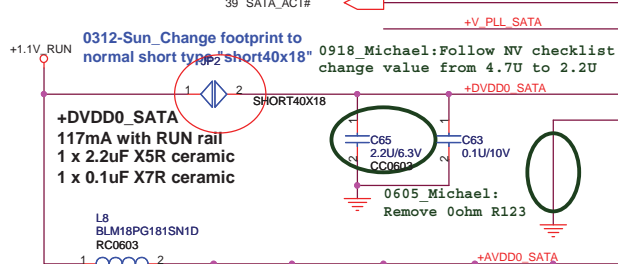 39 SATA_ACT#
+V_PLL_SATA
0312-Sun_Change footprint to
normal short type "short40x18"
+1.1V_RUN
0918_Michael:Follow NV checklist
change value from 4.7U to 2.2U
JP2
1 2
SHORT40X18
+DVDD0_SATA
+DVDD0_SATA
117mA with RUN rail
1 x 2.2uF X5R ceramic
1 x 0.1uF X7R ceramic
1
C65
2.2U/6.3V
CC0603
2
1
C63
0.1U/10V
2
0605_Michael:
Remove 0ohm R123
L8
BLM18PG181SN1D
RC0603
1 2
+AVDD0_SATA